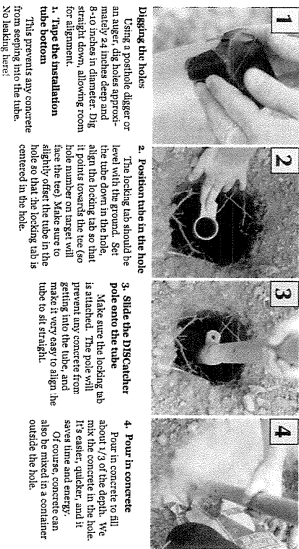 1
2
3
4
Digging the holes
Using a posthole digger or
an auger, dig holes approxi-
mately 24 inches deep and
8-10 inches in diameter. Dig
straight down, allowing room
for alignment.
1. Tape the installation
tube bottom
This prevents any concrete
from seeping into the tube.
No leaking here!
2. Position tube in the hole
The locking tab should be
level with the ground. Set
the tube down in the hole,
align the locking tab so that
it points towards the tee (so
hole number on target will
face the tee). Make sure to
slightly offset the tube in the
hole so that the locking tab is
centered in the hole.
3. Slide the DISCatcher
pole onto the tube
Make sure the locking tab
is attached. The pole will
prevent any concrete from
getting into the tube, and
make it very easy to align the
tube to sit straight.
4. Pour in concrete
Pour in concrete to fill
about 1/3 of the depth. We
mix the concrete in the hole.
It's easier, quicker, and it
saves time and energy.
Of course, concrete can
also be mixed in a container
outside the hole.